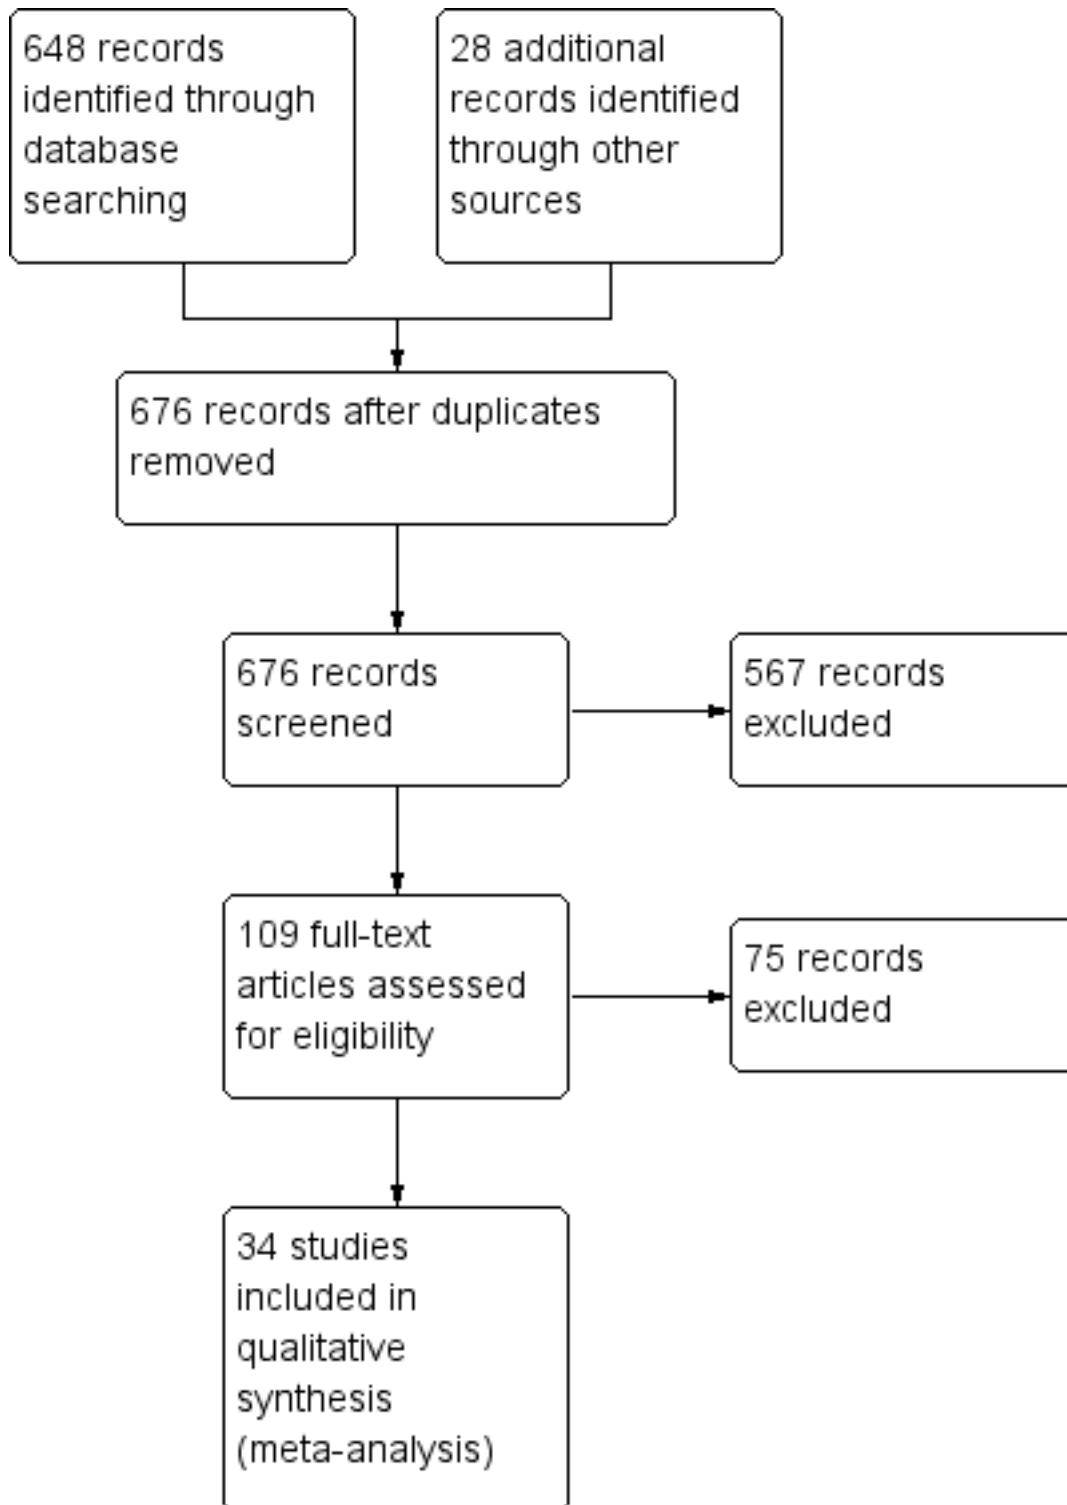 648 records
identified through
database
searching
28 additional
records identified
through other
sources
676 records after duplicates
removed
676 records
screened
567 records
excluded
109 full-text
articles assessed
for eligibility
75 records
excluded
34 studies
included in
qualitative
synthesis
(meta-analysis)